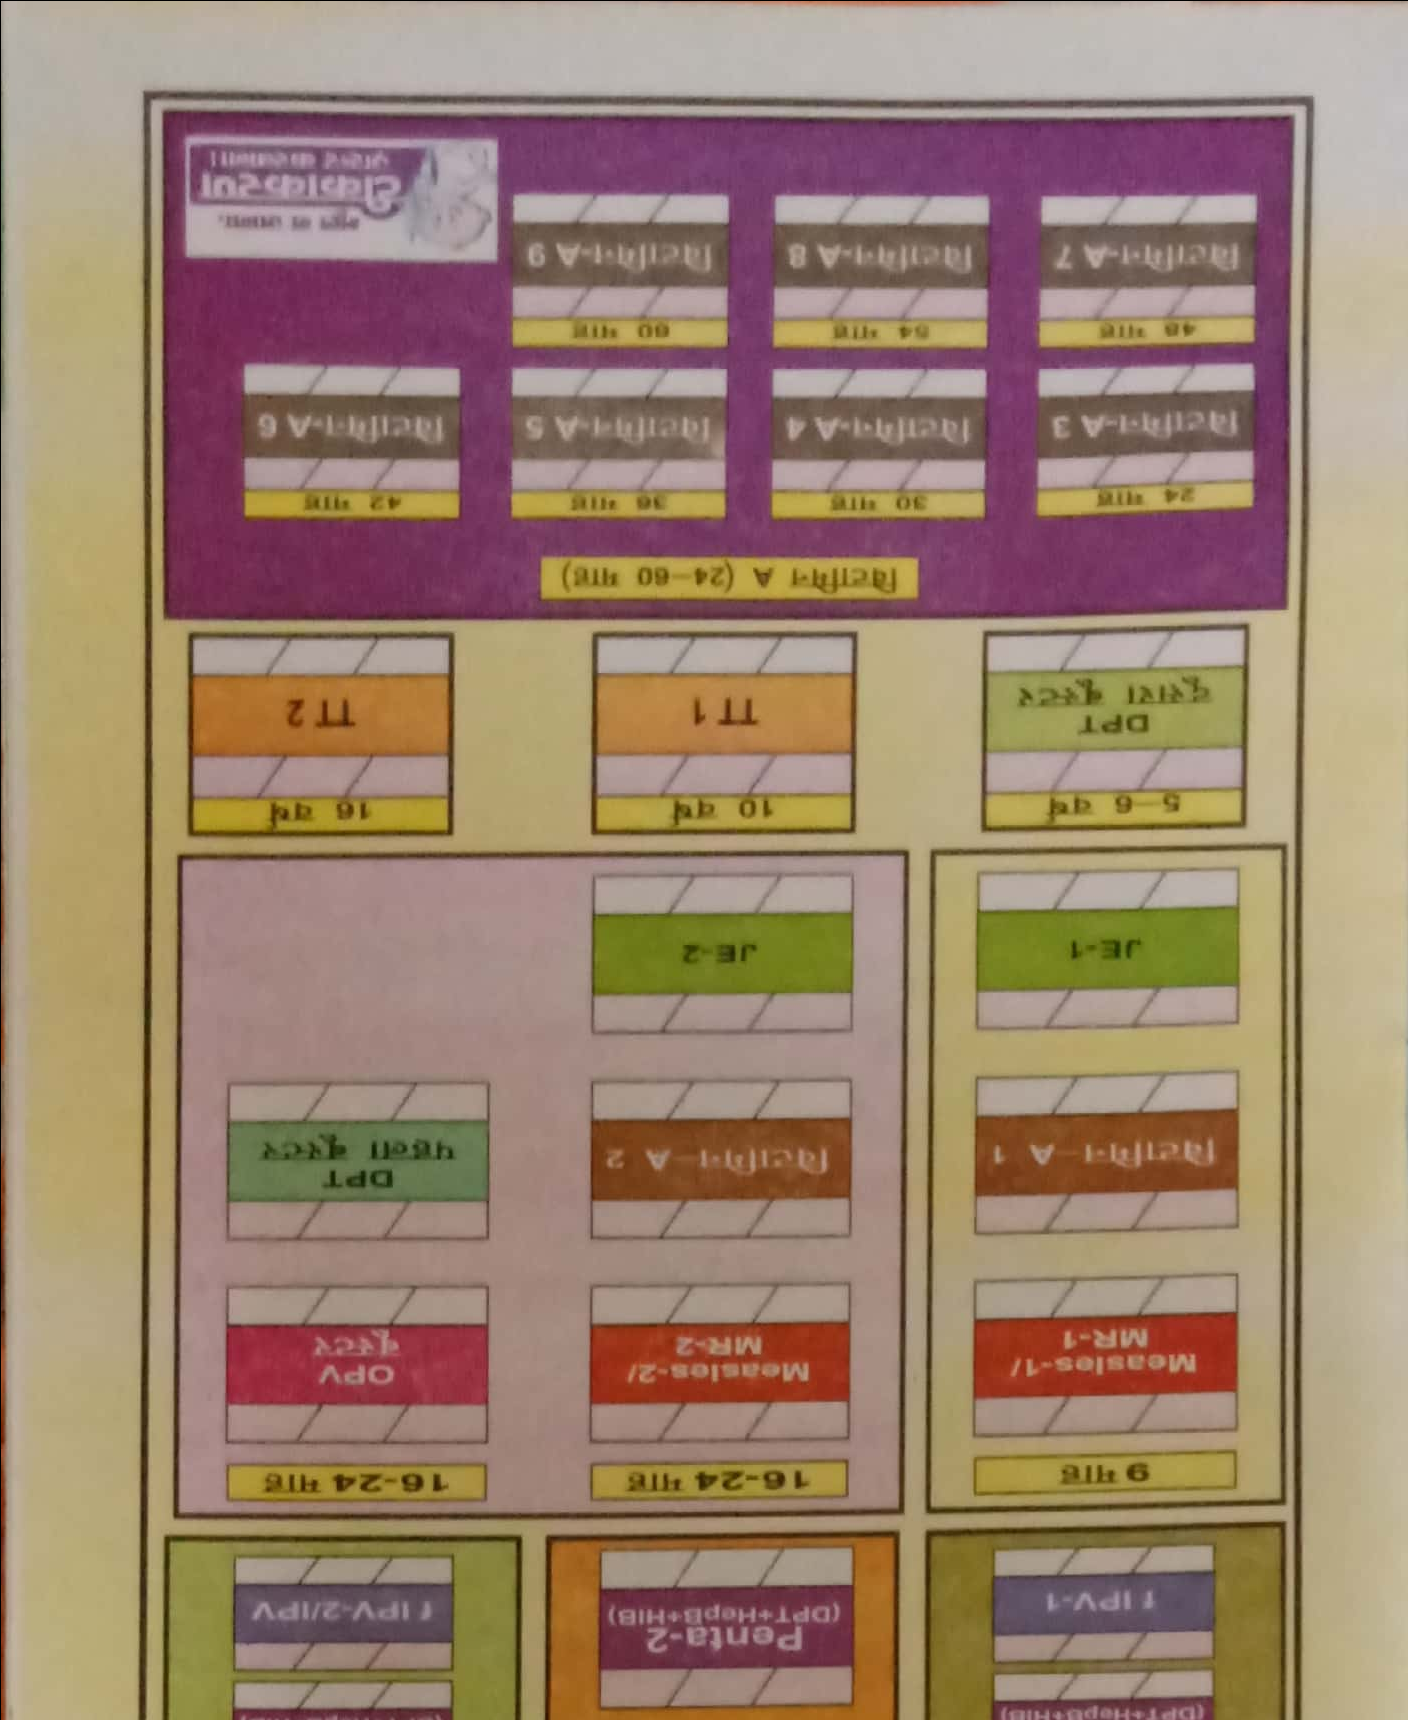 (DPT+HepB+HIB)
f IPV-1
Penta-2
(DPT+HepB+HIB)
f IPV-2/IPV
9 माह
16-24 माह
16-24 माह
Measles-1/
MR-1
Measles-2/
MR-2
OPV
बूस्टर
विटामिन-A 1
विटामिन-A 2
DPT
पहला बूस्टर
JE-1
JE-2
5-6 वर्ष
10 वर्ष
16 वर्ष
DPT
दूसरा बूस्टर
TT 1
TT 2
विटामिन A (24-60 माह)
24 माह
30 माह
36 माह
42 माह
विटामिन-A 3
विटामिन-A 4
विटामिन-A 5
विटामिन-A 6
48 माह
54 माह
60 माह
विटामिन-A 7
विटामिन-A 8
विटामिन-A 9
भूल ना जाना,
टीकाकरण
ज़रूर करवाना!